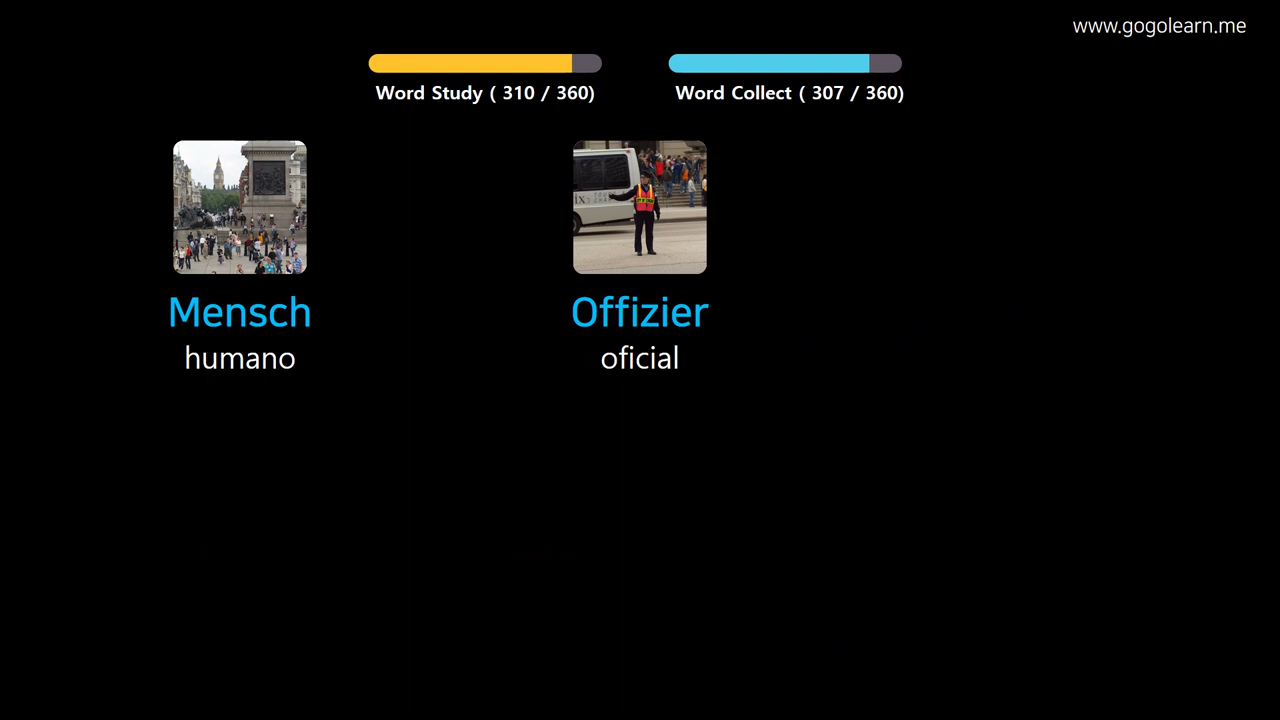 www.gogolearn.me
Word Study ( 310 / 360)
Word Collect ( 307 / 360)
Mensch
humano
Offizier
oficial